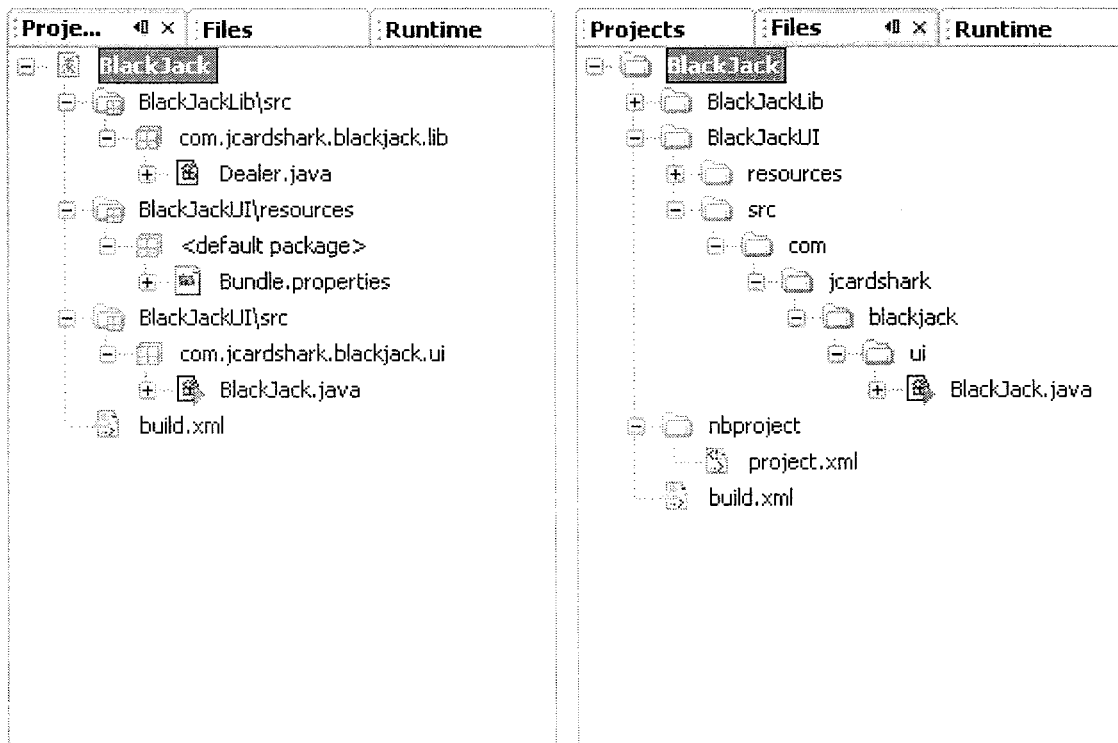 Proje... Files Runtime
BlackJack
BlackJackLib\src
com.jcardshark.blackjack.lib
Dealer.java
BlackJackUI\resources
<default package>
Bundle.properties
BlackJackUI\src
com.jcardshark.blackjack.ui
BlackJack.java
build.xml
Projects Files Runtime
BlackJack
BlackJackLib
BlackJackUI
resources
src
com
jcardshark
blackjack
ui
BlackJack.java
nbproject
project.xml
build.xml